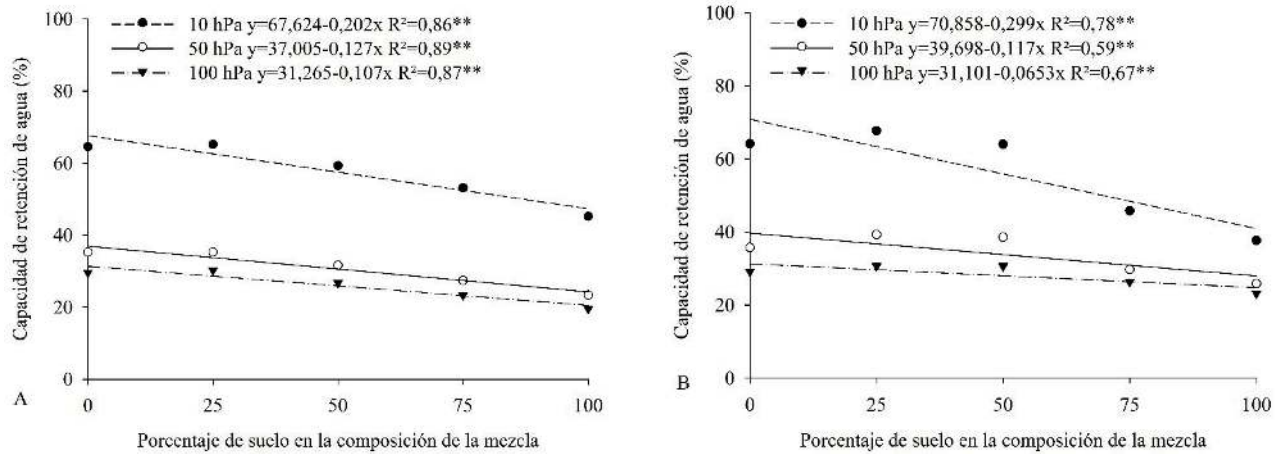 100
80
60
40
20
0
Capacidad de retención de agua (%)
10 hPa y=67,624-0,202x R²=0,86**
50 hPa y=37,005-0,127x R²=0,89**
100 hPa y=31,265-0,107x R²=0,87**
A
0 25 50 75 100
Porcentaje de suelo en la composición de la mezcla
100
80
60
40
20
0
Capacidad de retención de agua (%)
10 hPa y=70,858-0,299x R²=0,78**
50 hPa y=39,698-0,117x R²=0,59**
100 hPa y=31,101-0,0653x R²=0,67**
B
0 25 50 75 100
Porcentaje de suelo en la composición de la mezcla